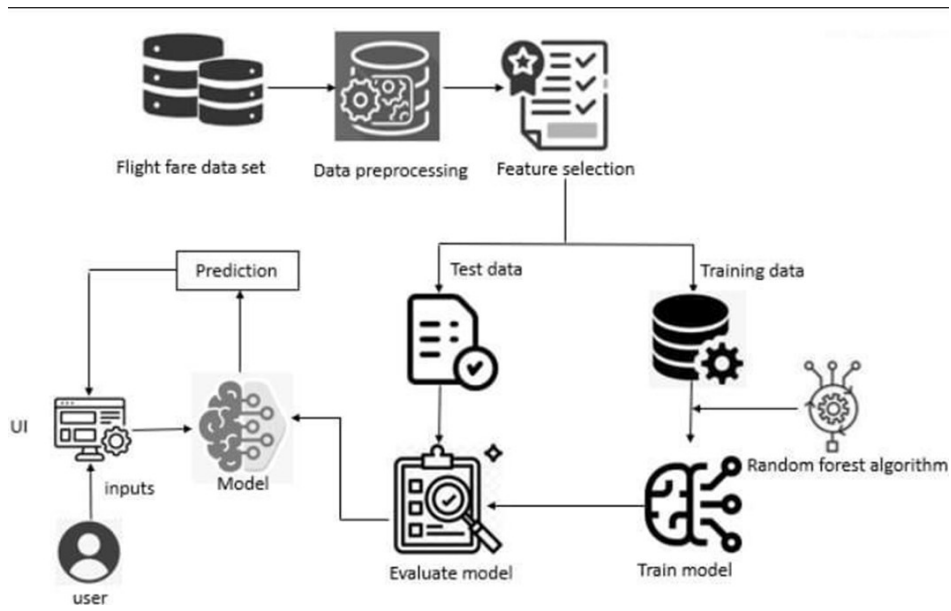 Flight fare data set
Data preprocessing
Feature selection
Test data
Training data
Prediction
UI
inputs
Model
Random forest algorithm
Evaluate model
Train model
user